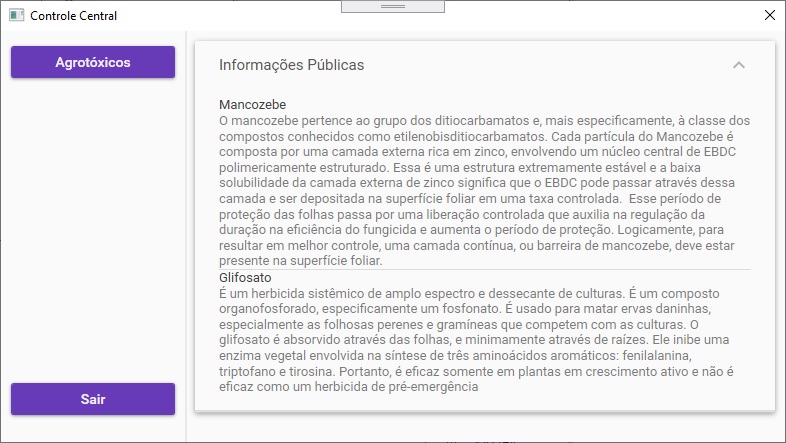 Controle Central
Agrotóxicos
Informações Públicas
Mancozebe
O mancozebe pertence ao grupo dos ditiocarbamatos e, mais especificamente, à classe dos
compostos conhecidos como etilenobisditiocarbamatos. Cada partícula do Mancozebe é
composta por uma camada externa rica em zinco, envolvendo um núcleo central de EBDC
polimericamente estruturado. Essa é uma estrutura extremamente estável e a baixa
solubilidade da camada externa de zinco significa que o EBDC pode passar através dessa
camada e ser depositada na superfície foliar em uma taxa controlada.  Esse período de
proteção das folhas passa por uma liberação controlada que auxilia na regulação da
duração na eficiência do fungicida e aumenta o período de proteção. Logicamente, para
resultar em melhor controle, uma camada contínua, ou barreira de mancozebe, deve estar
presente na superfície foliar.
Glifosato
É um herbicida sistêmico de amplo espectro e dessecante de culturas. É um composto
organofosforado, especificamente um fosfonato. É usado para matar ervas daninhas,
especialmente as folhosas perenes e gramíneas que competem com as culturas. O
glifosato é absorvido através das folhas, e minimamente através de raízes. Ele inibe uma
enzima vegetal envolvida na síntese de três aminoácidos aromáticos: fenilalanina,
triptofano e tirosina. Portanto, é eficaz somente em plantas em crescimento ativo e não é
eficaz como um herbicida de pré-emergência
Sair